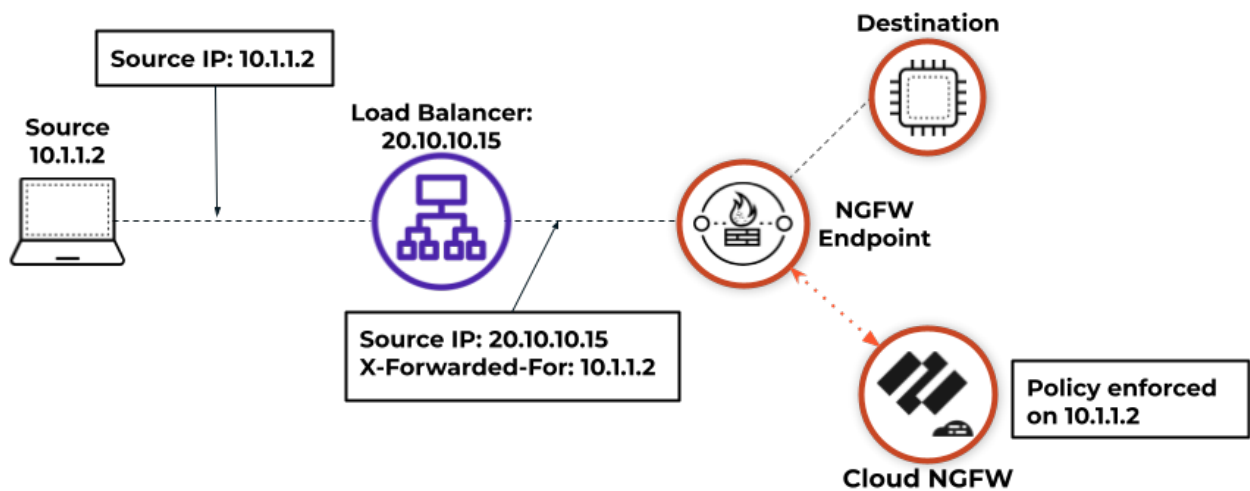 Source IP: 10.1.1.2
Destination
Source
10.1.1.2
Load Balancer:
20.10.10.15
NGFW
Endpoint
Source IP: 20.10.10.15
X-Forwarded-For: 10.1.1.2
Policy enforced
on 10.1.1.2
Cloud NGFW